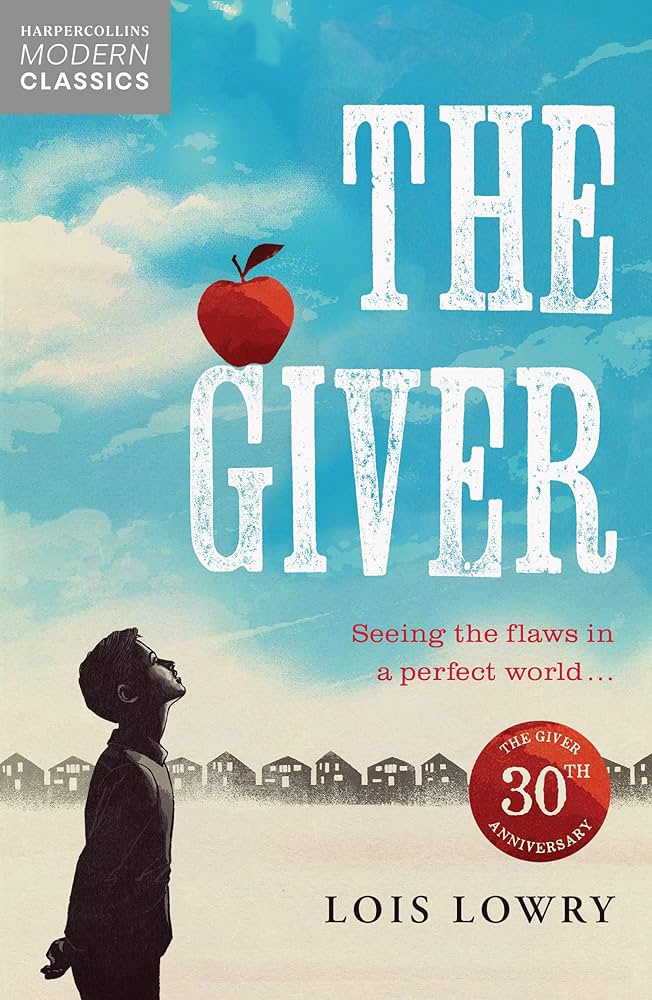 HARPERCOLLINS
MODERN
CLASSICS
THE
GIVER
Seeing the flaws in
a perfect world...
THE GIVER
30TH
ANNIVERSARY
LOIS LOWRY